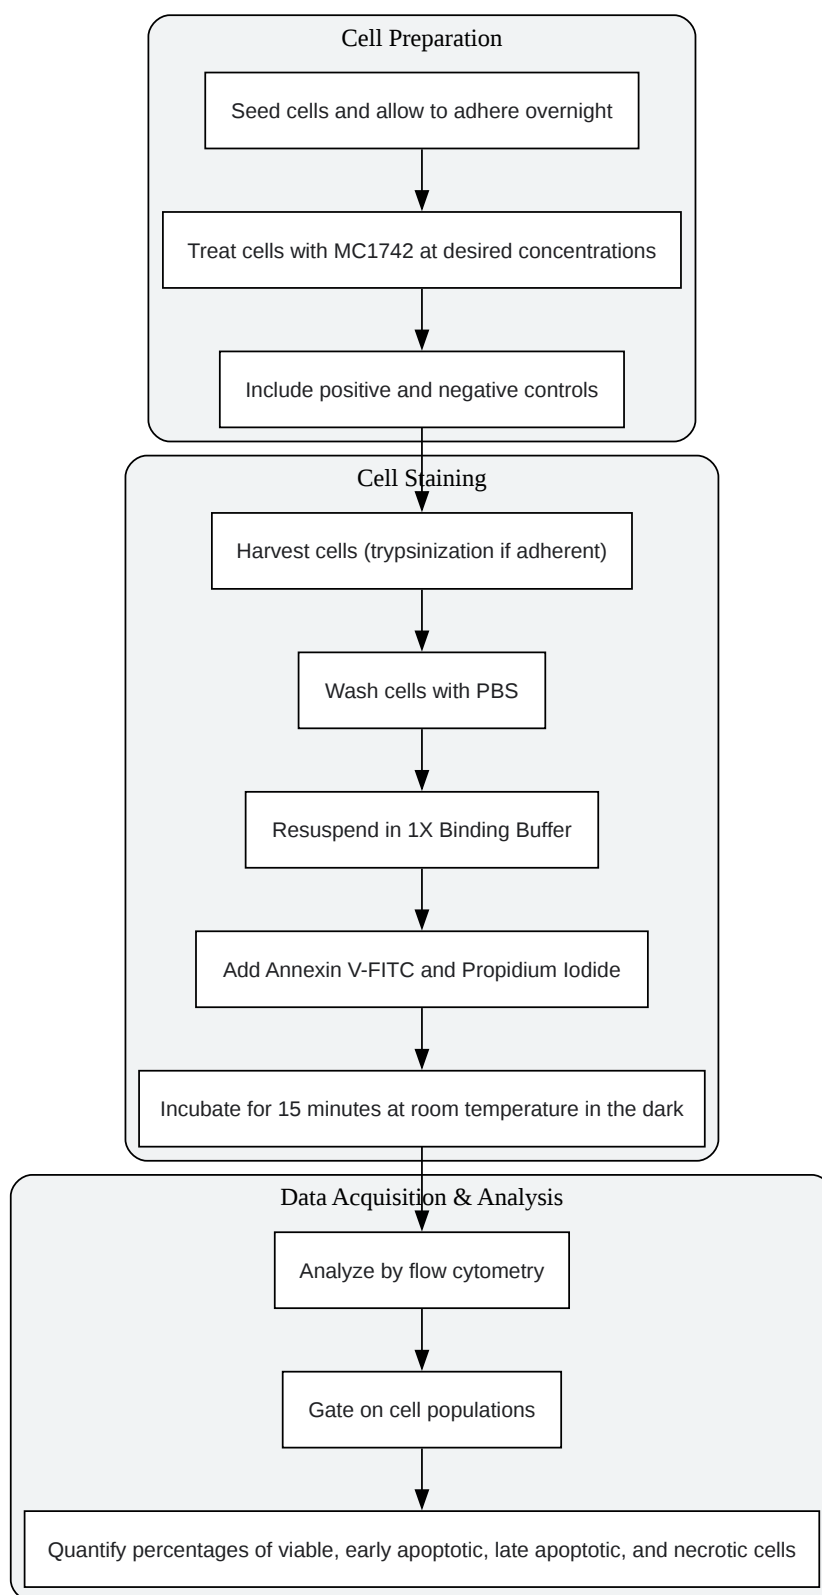 Cell Preparation
Seed cells and allow to adhere overnight
Treat cells with MC1742 at desired concentrations
Include positive and negative controls
Cell Staining
Harvest cells (trypsinization if adherent)
Wash cells with PBS
Resuspend in 1X Binding Buffer
Add Annexin V-FITC and Propidium Iodide
Incubate for 15 minutes at room temperature in the dark
Data Acquisition & Analysis
Analyze by flow cytometry
Gate on cell populations
Quantify percentages of viable, early apoptotic, late apoptotic, and necrotic cells